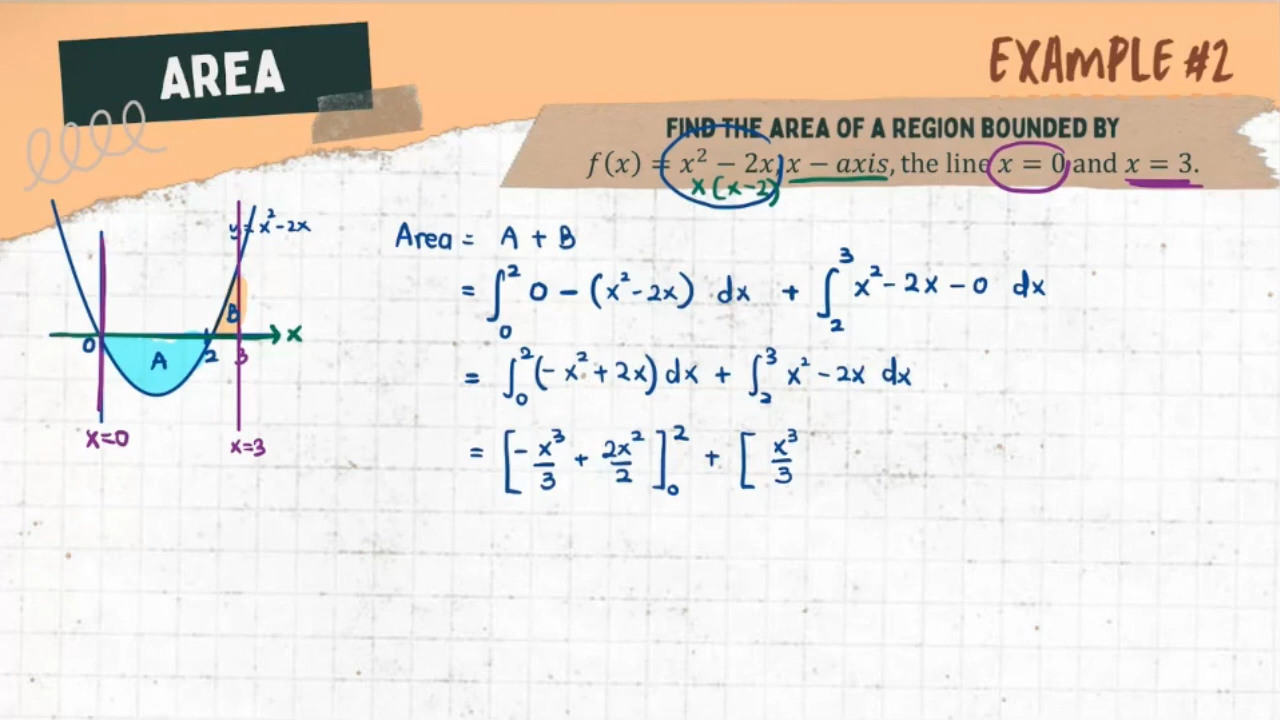 AREA
EXAMPLE #2
FIND THE AREA OF A REGION BOUNDED BY
f(x) = x² − 2x, x − axis, the line x = 0 and x = 3.
x(x-2)
y = x² - 2x
B
x
0
A
2
3
x=0
x=3
Area = A + B
= ∫₀² 0 - (x² - 2x) dx + ∫₂³ x² - 2x - 0 dx
= ∫₀² (-x² + 2x) dx + ∫₂³ x² - 2x dx
= [-x³/3 + 2x²/2]₀² + [x³/3